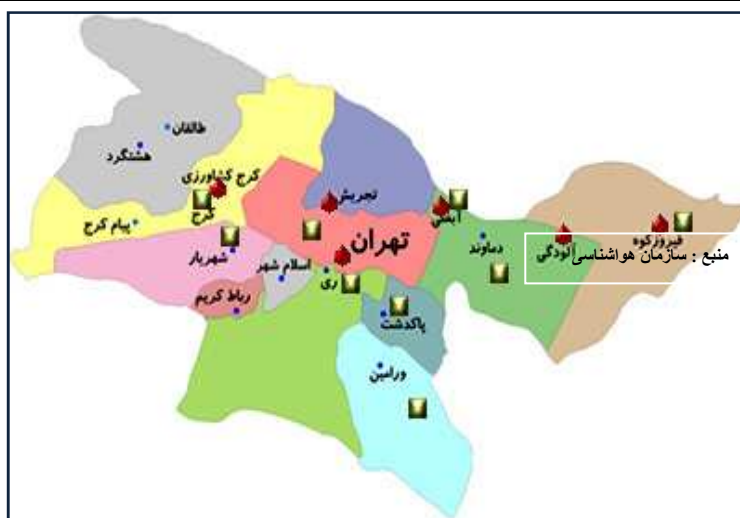 طالقان
هشتگرد
کرج کشاورزی
تجریش
کرج
پیام کرج
آبعلی
فیروزکوه
تهران
دماوند
آلودگی
منبع : سازمان هواشناسی
شهریار
اسلام شهر
ری
رباط کریم
پاکدشت
ورامین